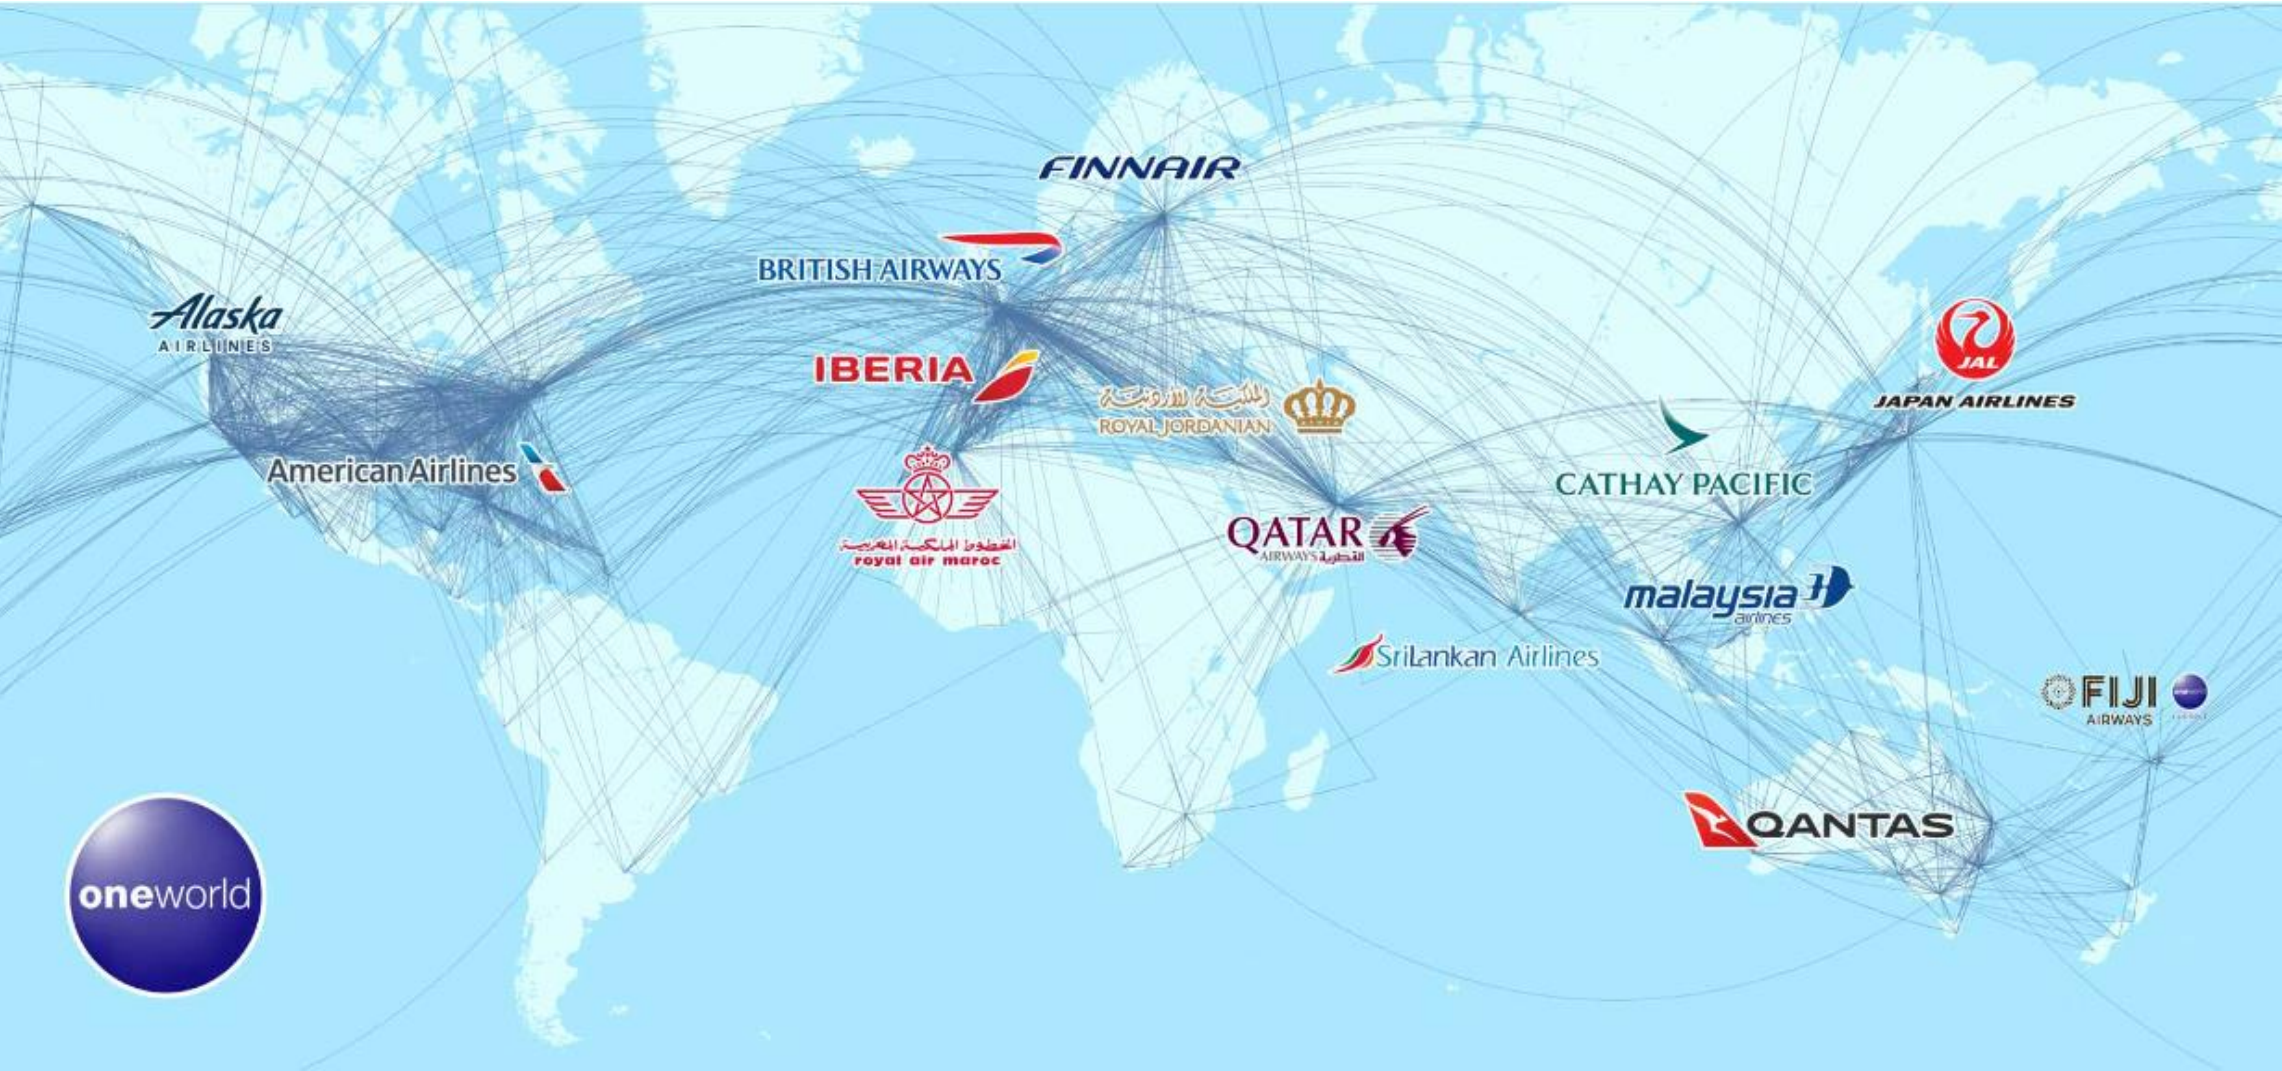 FINNAIR
BRITISH AIRWAYS
Alaska
AIRLINES
JAL
JAPAN AIRLINES
IBERIA
الملكية الأردنية
ROYAL JORDANIAN
CATHAY PACIFIC
American Airlines
الخطوط الملكية المغربية
royal air maroc
QATAR
AIRWAYS القطرية
malaysia
airlines
SriLankan Airlines
FIJI
AIRWAYS
oneworld
QANTAS
oneworld